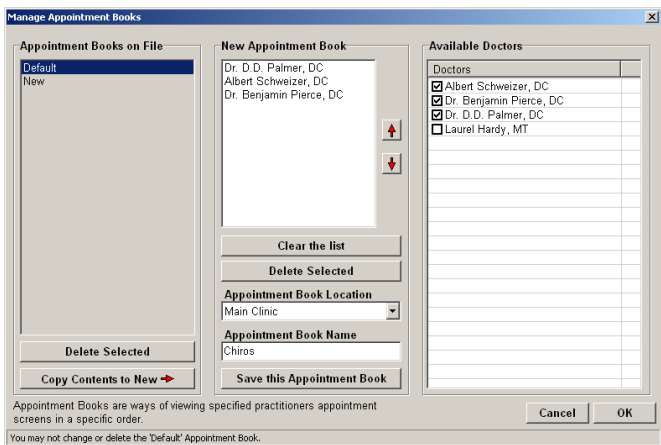 Manage Appointment Books
Appointment Books on File
Default
New
Delete Selected
Copy Contents to New
New Appointment Book
Dr. D.D. Palmer, DC
Albert Schweizer, DC
Dr. Benjamin Pierce, DC
Clear the list
Delete Selected
Appointment Book Location
Main Clinic
Appointment Book Name
Chiros
Save this Appointment Book
Available Doctors
Doctors
Albert Schweizer, DC
Dr. Benjamin Pierce, DC
Dr. D.D. Palmer, DC
Laurel Hardy, MT
Appointment Books are ways of viewing specified practitioners appointment
screens in a specific order.
Cancel
OK
You may not change or delete the 'Default' Appointment Book.